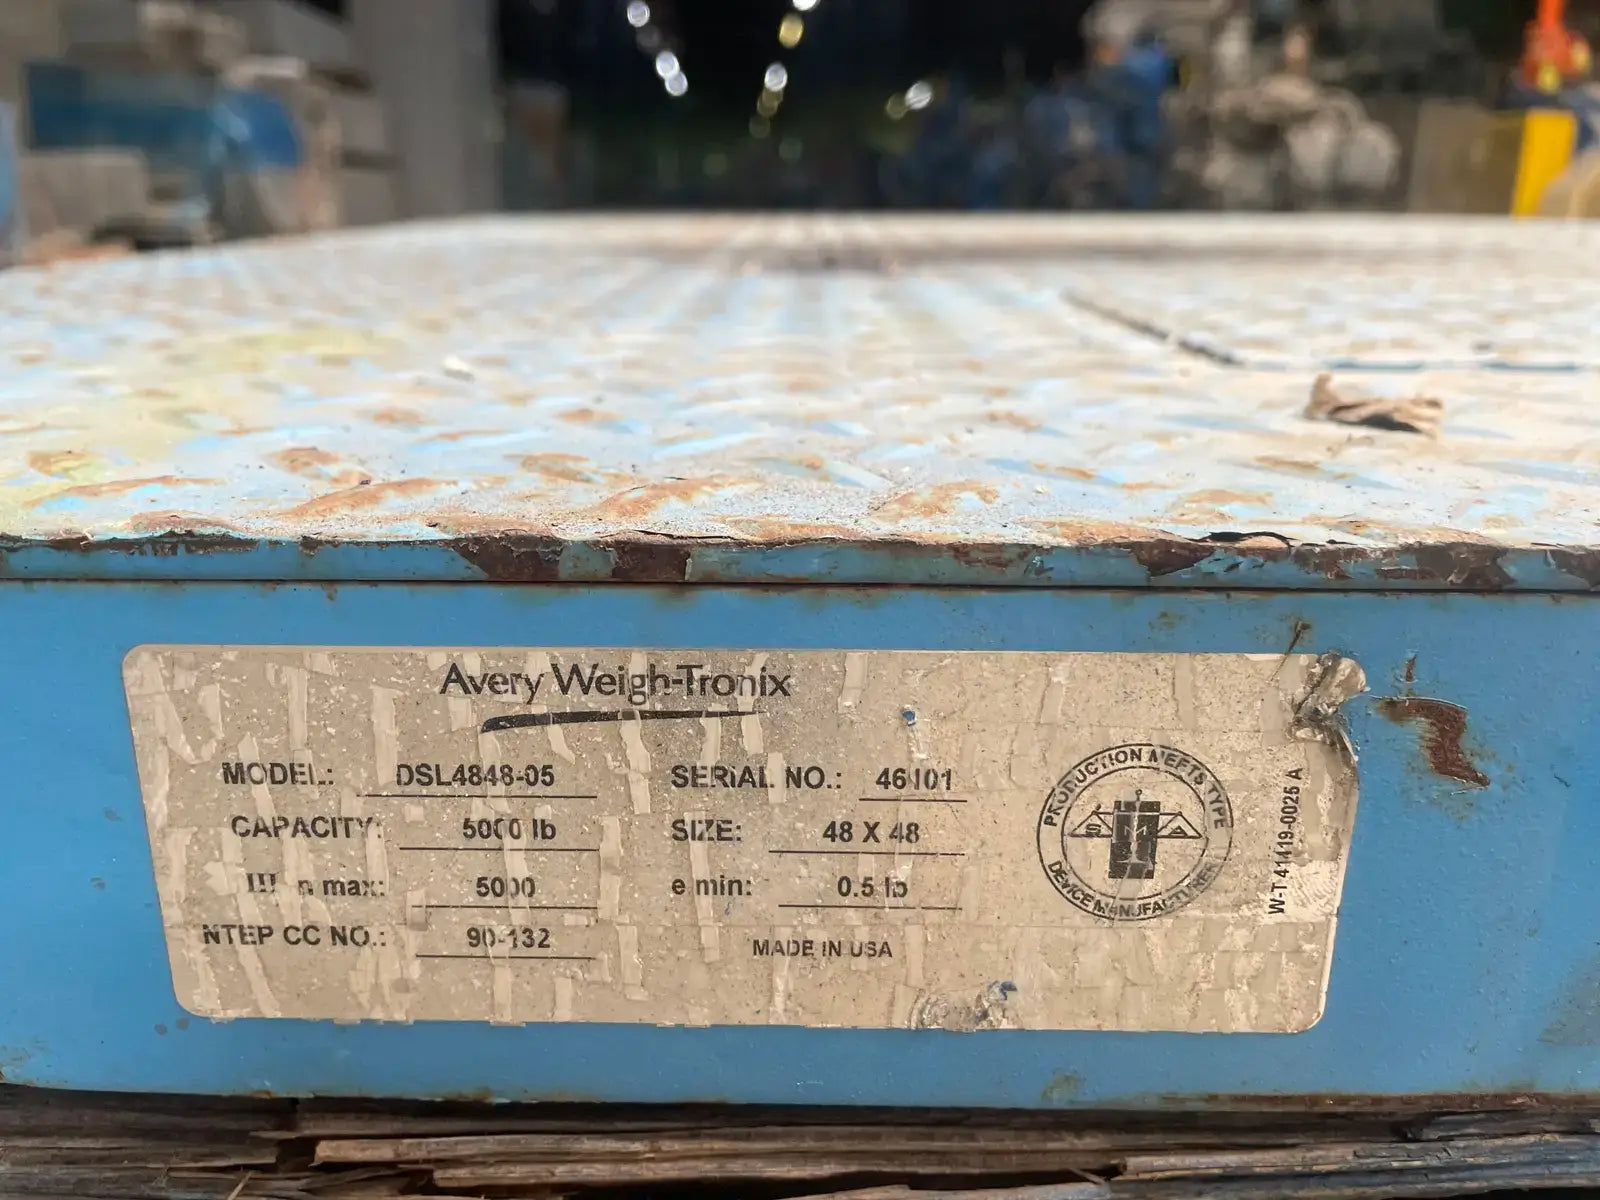 Avery Weigh-Tronix
MODEL: DSL4848-05 SERIAL NO.: 46101
CAPACITY: 5000 lb SIZE: 48 X 48
III n max: 5000 e min: 0.5 lb
NTEP CC NO.: 90-132 MADE IN USA
PRODUCTION MEETS TYPE
S M A
DEVICE MANUFACTURER
W-T 41419-0025 A